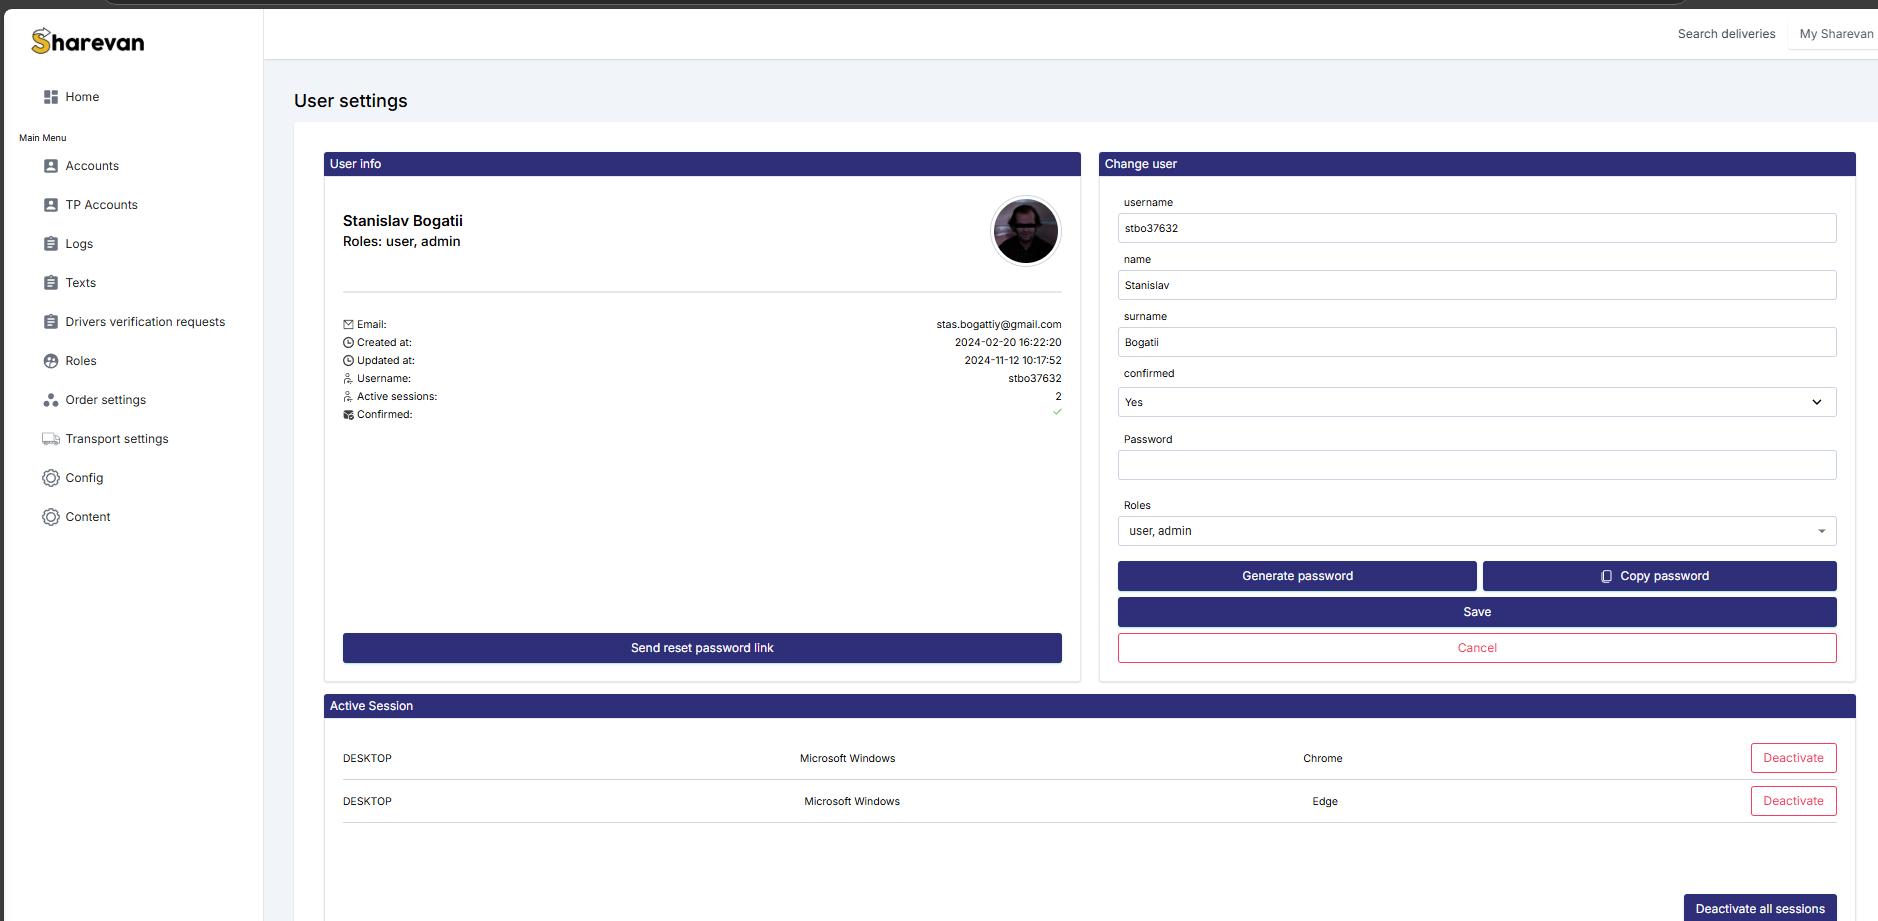 Sharevan
Search deliveries
My Sharevan
Home
Main Menu
Accounts
TP Accounts
Logs
Texts
Drivers verification requests
Roles
Order settings
Transport settings
Config
Content
User settings
User info
Stanislav Bogatii
Roles: user, admin
Email: stas.bogattiy@gmail.com
Created at: 2024-02-20 16:22:20
Updated at: 2024-11-12 10:17:52
Username: stbo37632
Active sessions: 2
Confirmed:
Send reset password link
Change user
username
stbo37632
name
Stanislav
surname
Bogatii
confirmed
Yes
Password
Roles
user, admin
Generate password
Copy password
Save
Cancel
Active Session
DESKTOP Microsoft Windows Chrome Deactivate
DESKTOP Microsoft Windows Edge Deactivate
Deactivate all sessions